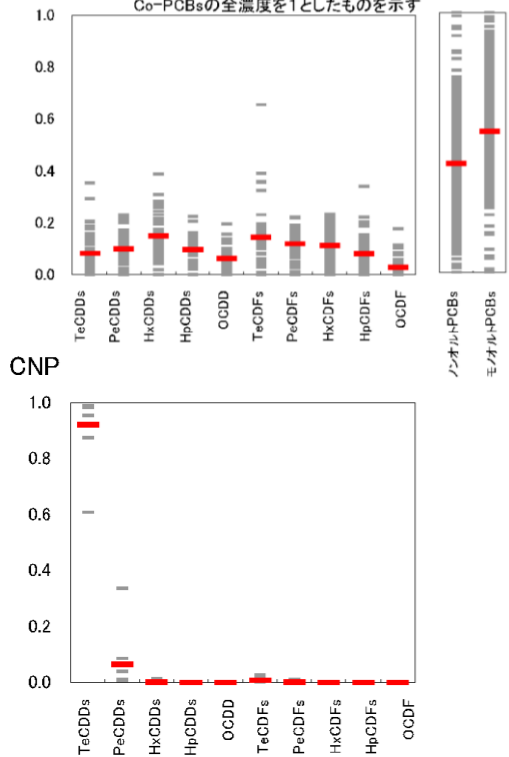 Co-PCBsの全濃度を1としたものを示す
1.0
0.8
0.6
0.4
0.2
0.0
TeCDDs
PeCDDs
HxCDDs
HpCDDs
OCDD
TeCDFs
PeCDFs
HxCDFs
HpCDFs
OCDF
ノンオルトPCBs
モノオルトPCBs
CNP
1.0
0.8
0.6
0.4
0.2
0.0
TeCDDs
PeCDDs
HxCDDs
HpCDDs
OCDD
TeCDFs
PeCDFs
HxCDFs
HpCDFs
OCDF